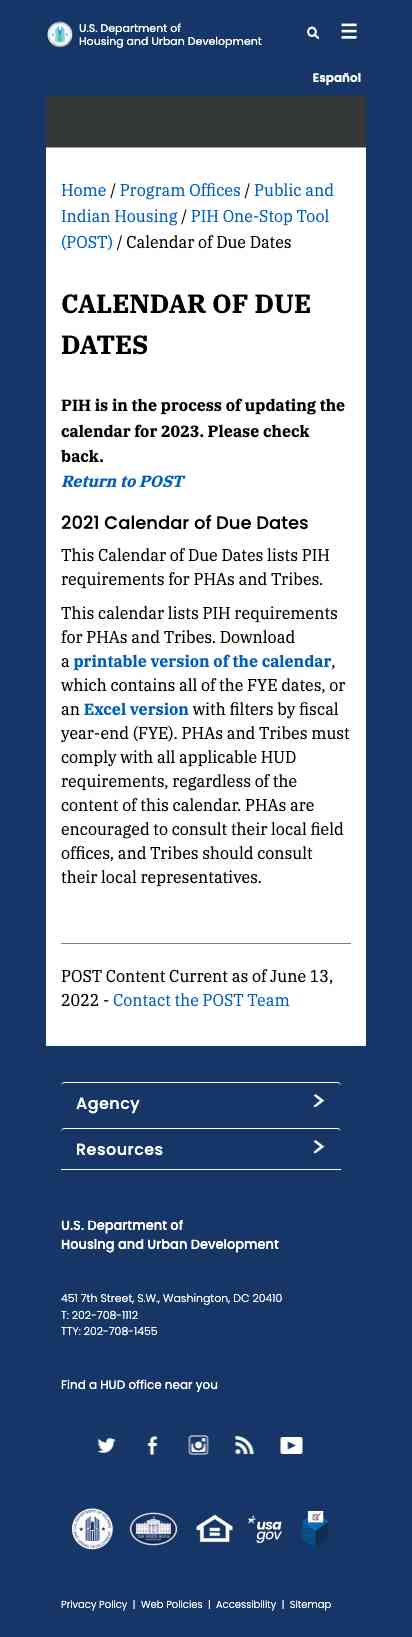 U.S. Department of
Housing and Urban Development
Español
Home / Program Offices / Public and
Indian Housing / PIH One-Stop Tool
(POST) / Calendar of Due Dates
CALENDAR OF DUE
DATES
PIH is in the process of updating the
calendar for 2023. Please check
back.
Return to POST
2021 Calendar of Due Dates
This Calendar of Due Dates lists PIH
requirements for PHAs and Tribes.
This calendar lists PIH requirements
for PHAs and Tribes. Download
a printable version of the calendar,
which contains all of the FYE dates, or
an Excel version with filters by fiscal
year-end (FYE). PHAs and Tribes must
comply with all applicable HUD
requirements, regardless of the
content of this calendar. PHAs are
encouraged to consult their local field
offices, and Tribes should consult
their local representatives.
POST Content Current as of June 13,
2022 - Contact the POST Team
Agency
Resources
U.S. Department of
Housing and Urban Development
451 7th Street, S.W., Washington, DC 20410
T: 202-708-1112
TTY: 202-708-1455
Find a HUD office near you
usa
gov
Privacy Policy | Web Policies | Accessibility | Sitemap